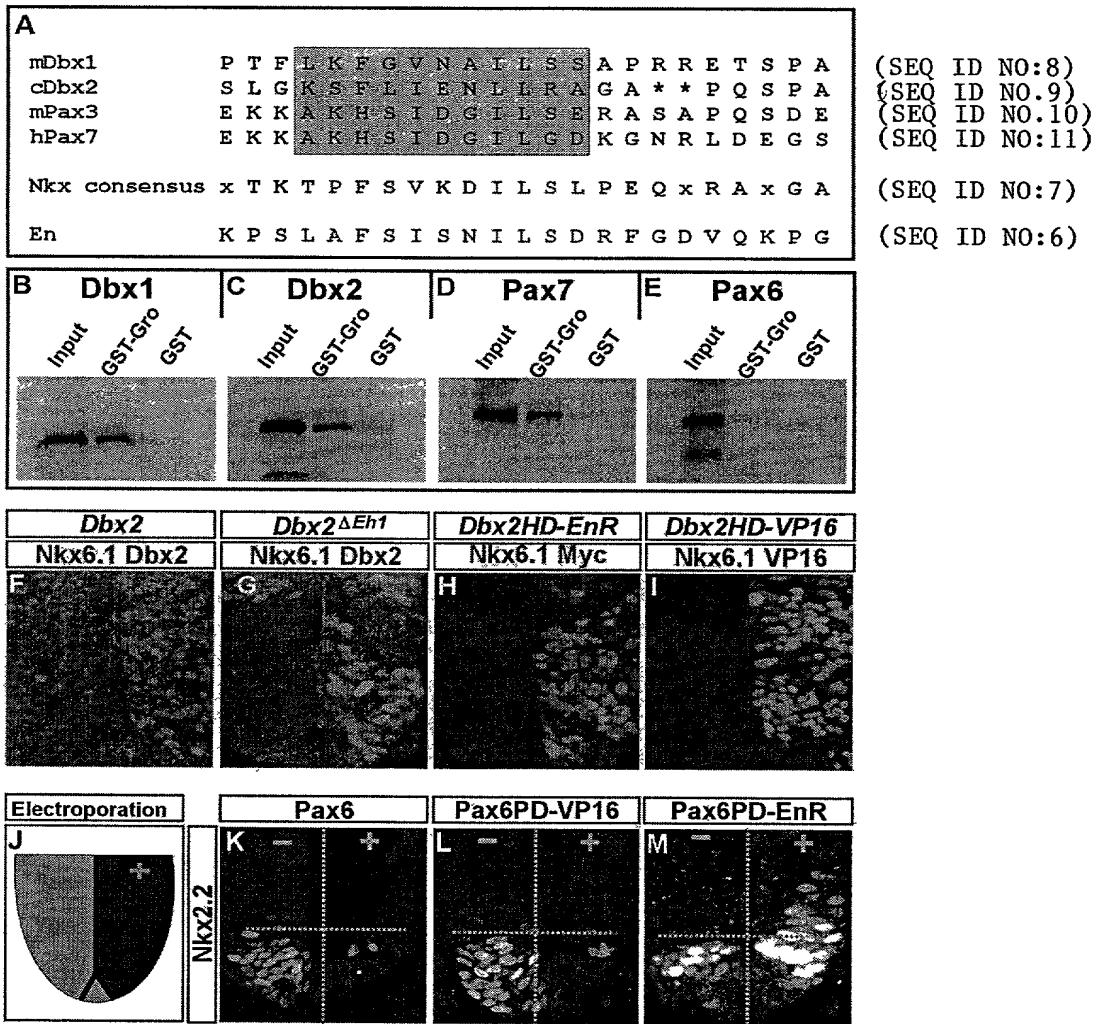 A
mDbx1 P T F L K F G V N A I L S S A P R R E T S P A (SEQ ID NO:8)
cDbx2 S L G K S F L I E N L L R A G A * * P Q S P A (SEQ ID NO.9)
mPax3 E K K A K H S I D G I L S E R A S A P Q S D E (SEQ ID NO.10)
hPax7 E K K A K H S I D G I L G D K G N R L D E G S (SEQ ID NO:11)
Nkx consensus x T K T P F S V K D I L S L P E Q x R A x G A (SEQ ID NO:7)
En K P S L A F S I S N I L S D R F G D V Q K P G (SEQ ID NO:6)
B Dbx1 C Dbx2 D Pax7 E Pax6
Input GST-Gro GST Input GST-Gro GST Input GST-Gro GST Input GST-Gro GST
Dbx2 Dbx2ΔEh1 Dbx2HD-EnR Dbx2HD-VP16
Nkx6.1 Dbx2 Nkx6.1 Dbx2 Nkx6.1 Myc Nkx6.1 VP16
F G H I
Electroporation Pax6 Pax6PD-VP16 Pax6PD-EnR
J + Nkx2.2 K - + L - + M - +